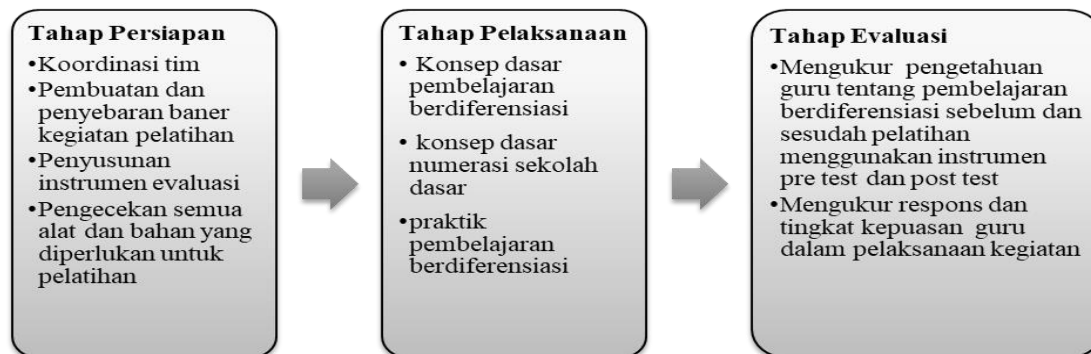 Tahap Persiapan
•Koordinasi tim
•Pembuatan dan
penyebaran baner
kegiatan pelatihan
•Penyusunan
instrumen evaluasi
•Pengecekan semua
alat dan bahan yang
diperlukan untuk
pelatihan
Tahap Pelaksanaan
• Konsep dasar
pembelajaran
berdiferensiasi
• konsep dasar
numerasi sekolah
dasar
•praktik
pembelajaran
berdiferensiasi
Tahap Evaluasi
•Mengukur pengetahuan
guru tentang pembelajaran
berdiferensiasi sebelum dan
sesudah pelatihan
menggunakan instrumen
pre test dan post test
•Mengukur respons dan
tingkat kepuasan guru
dalam pelaksanaan kegiatan